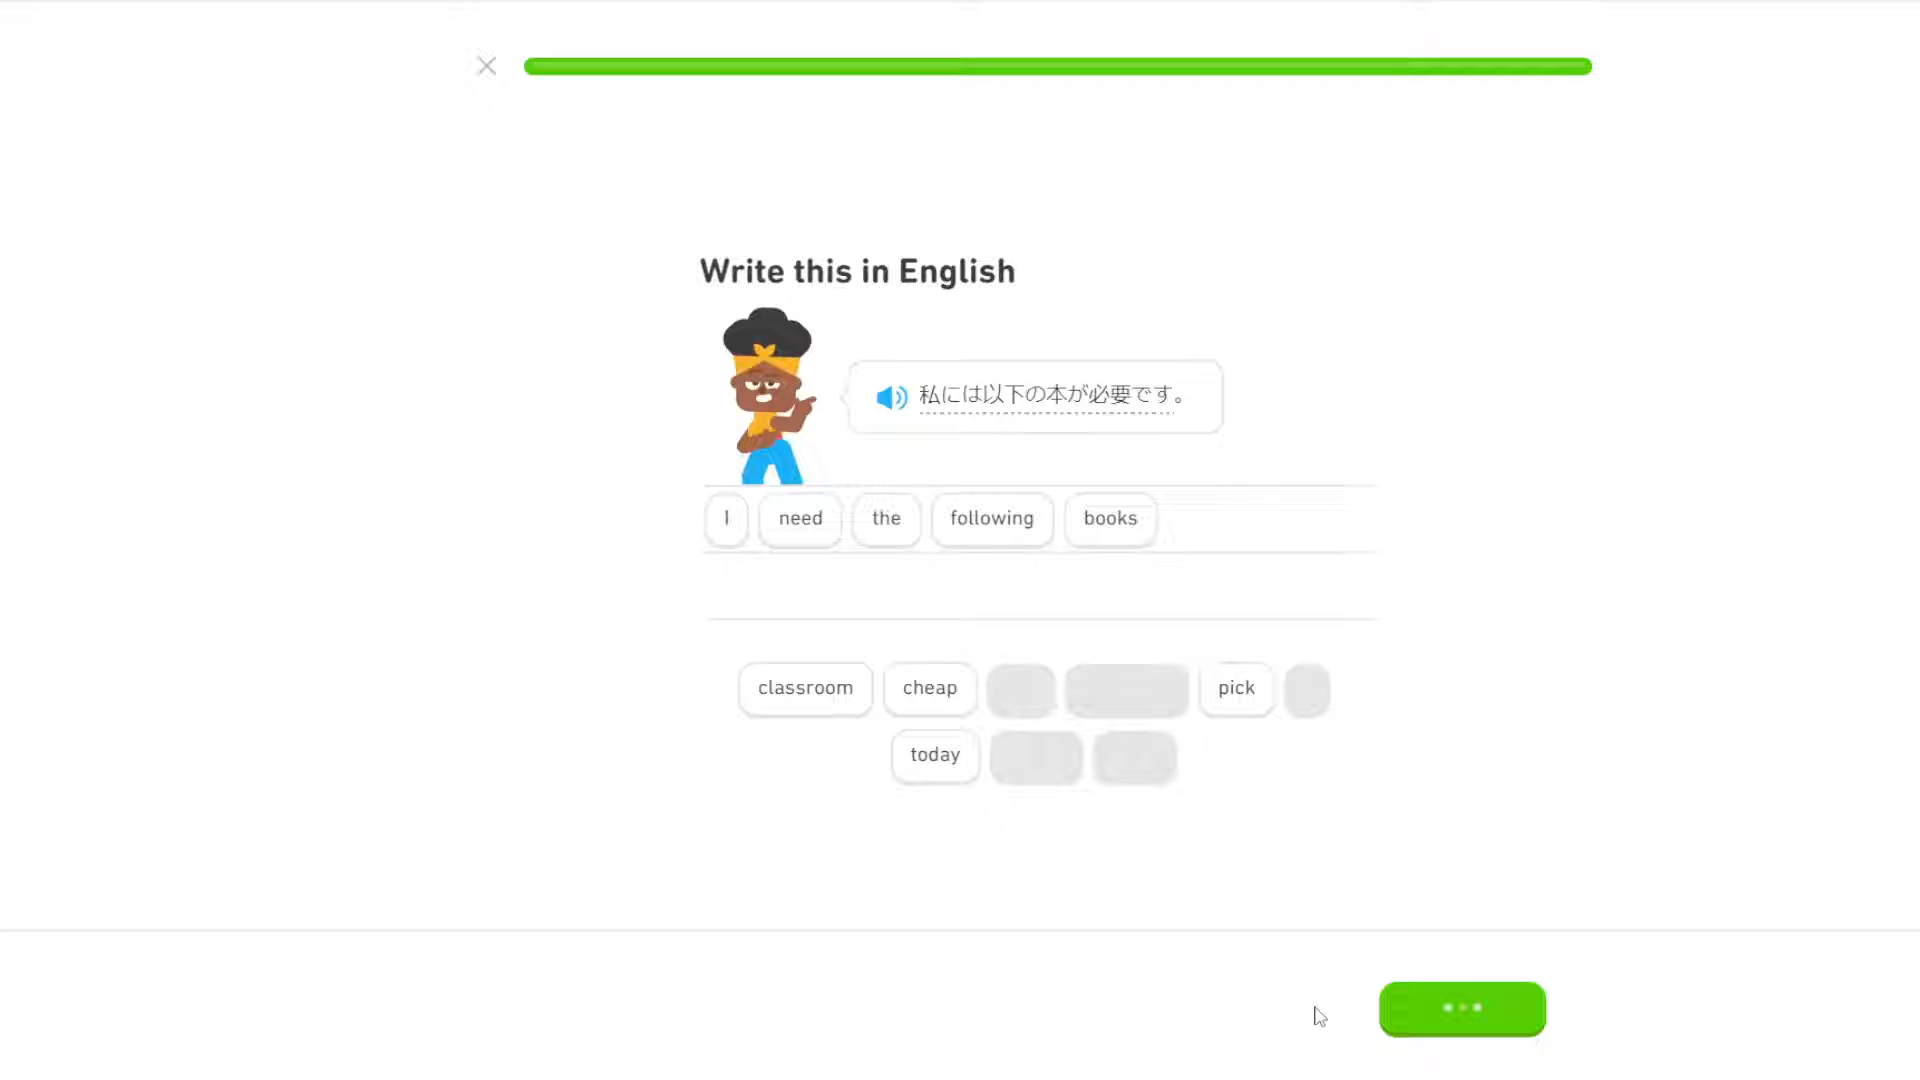 Write this in English
私には以下の本が必要です。
I need the following books
classroom cheap pick
today